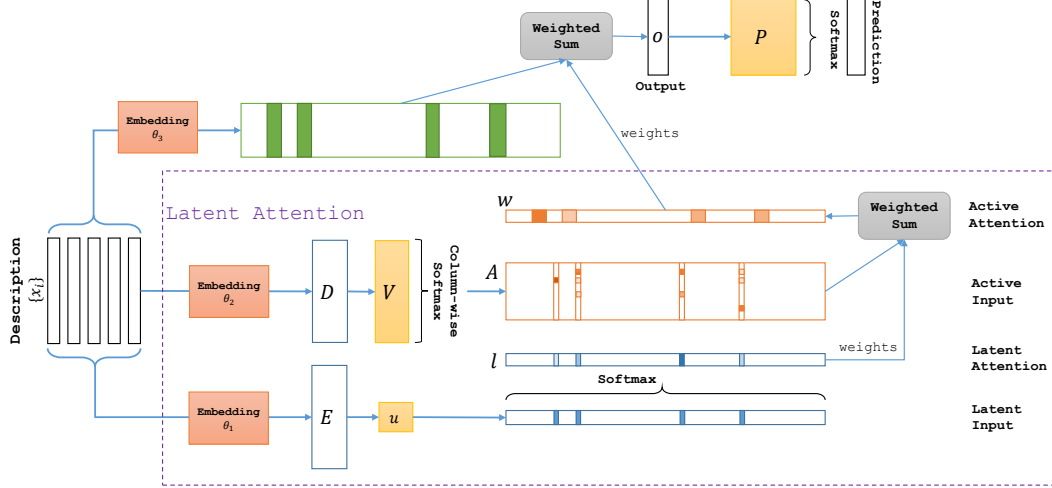 Weighted
Sum
o
Output
P
Softmax
Prediction
Embedding
θ3
weights
Latent Attention
w
Weighted
Sum
Active
Attention
Description
{xi}
Embedding
θ2
D
V
Column-wise
Softmax
A
Active
Input
l
weights
Latent
Attention
Softmax
Embedding
θ1
E
u
Latent
Input